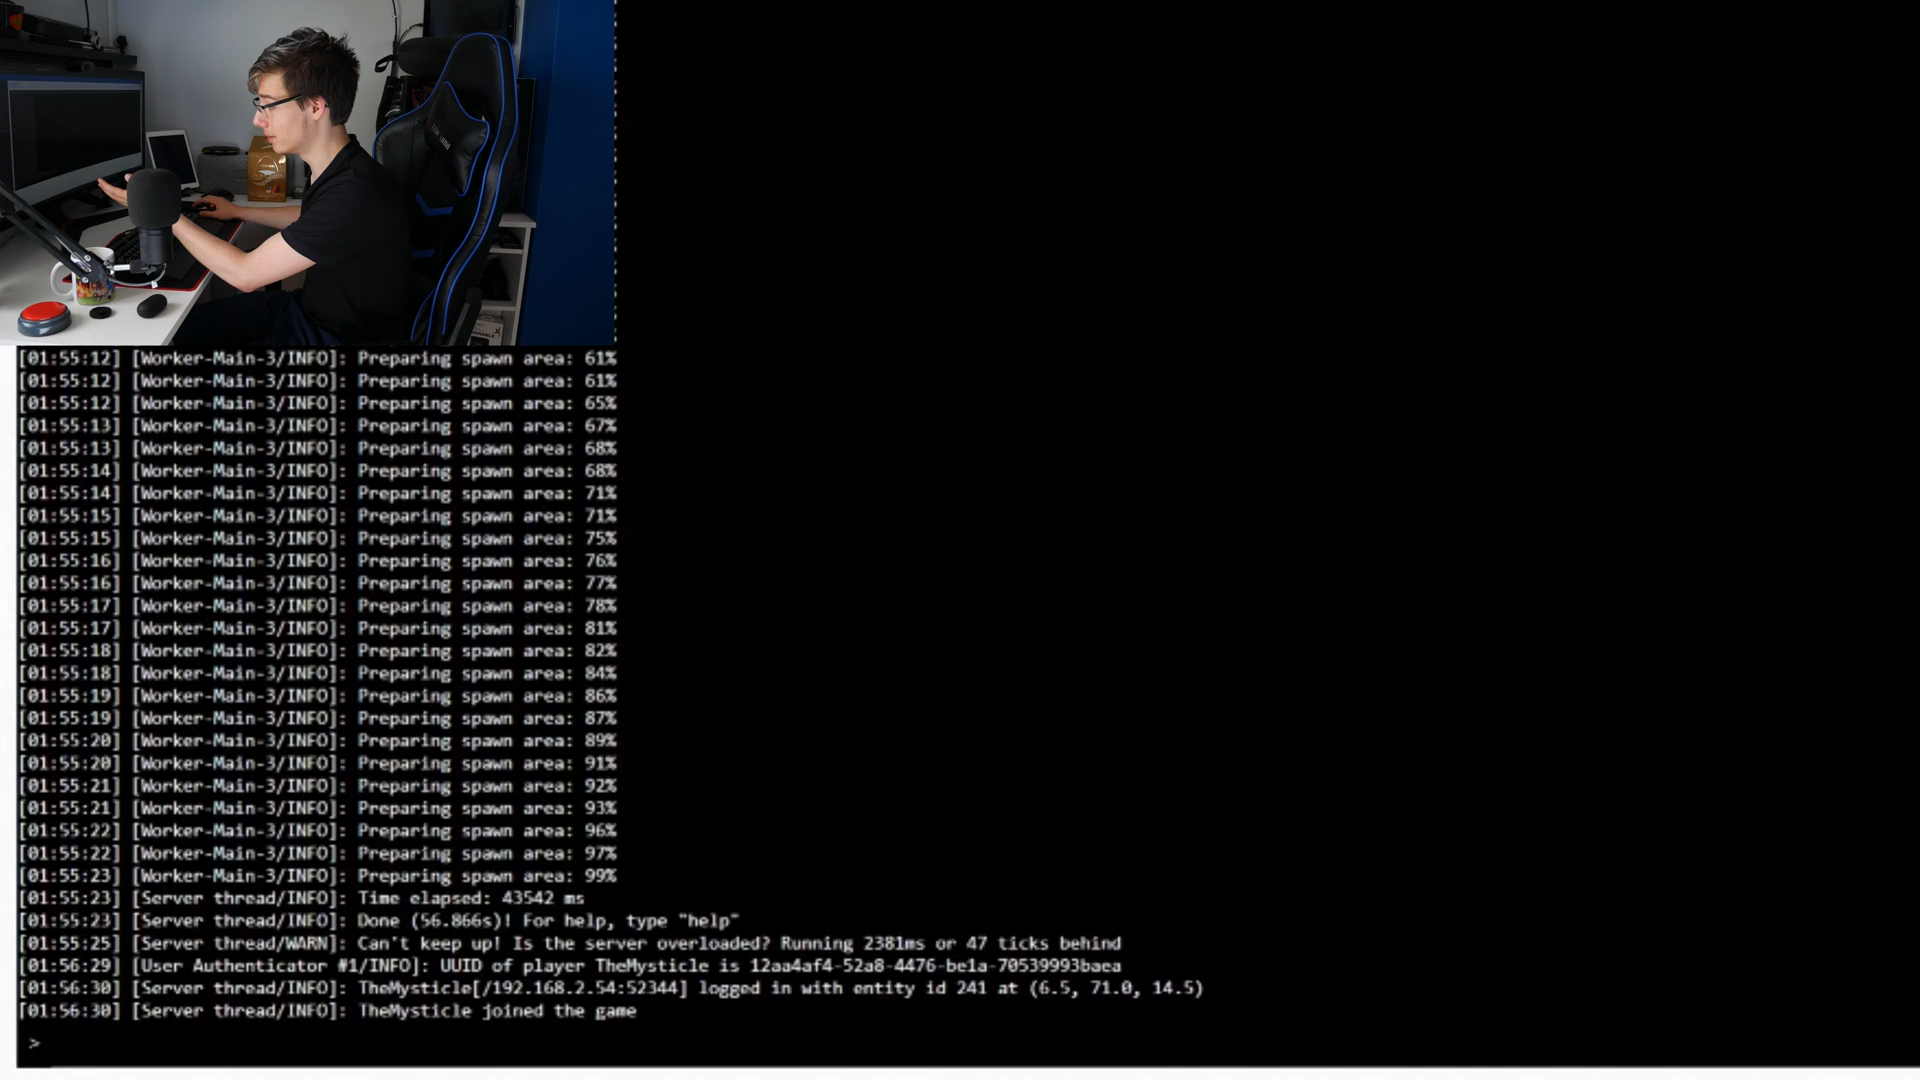 [01:55:12] [Worker-Main-3/INFO]: Preparing spawn area: 61%
[01:55:12] [Worker-Main-3/INFO]: Preparing spawn area: 61%
[01:55:12] [Worker-Main-3/INFO]: Preparing spawn area: 65%
[01:55:13] [Worker-Main-3/INFO]: Preparing spawn area: 67%
[01:55:13] [Worker-Main-3/INFO]: Preparing spawn area: 68%
[01:55:14] [Worker-Main-3/INFO]: Preparing spawn area: 68%
[01:55:14] [Worker-Main-3/INFO]: Preparing spawn area: 71%
[01:55:15] [Worker-Main-3/INFO]: Preparing spawn area: 71%
[01:55:15] [Worker-Main-3/INFO]: Preparing spawn area: 75%
[01:55:16] [Worker-Main-3/INFO]: Preparing spawn area: 76%
[01:55:16] [Worker-Main-3/INFO]: Preparing spawn area: 77%
[01:55:17] [Worker-Main-3/INFO]: Preparing spawn area: 78%
[01:55:17] [Worker-Main-3/INFO]: Preparing spawn area: 81%
[01:55:18] [Worker-Main-3/INFO]: Preparing spawn area: 82%
[01:55:18] [Worker-Main-3/INFO]: Preparing spawn area: 84%
[01:55:19] [Worker-Main-3/INFO]: Preparing spawn area: 86%
[01:55:19] [Worker-Main-3/INFO]: Preparing spawn area: 87%
[01:55:20] [Worker-Main-3/INFO]: Preparing spawn area: 89%
[01:55:20] [Worker-Main-3/INFO]: Preparing spawn area: 91%
[01:55:21] [Worker-Main-3/INFO]: Preparing spawn area: 92%
[01:55:21] [Worker-Main-3/INFO]: Preparing spawn area: 93%
[01:55:22] [Worker-Main-3/INFO]: Preparing spawn area: 96%
[01:55:22] [Worker-Main-3/INFO]: Preparing spawn area: 97%
[01:55:23] [Worker-Main-3/INFO]: Preparing spawn area: 99%
[01:55:23] [Server thread/INFO]: Time elapsed: 43542 ms
[01:55:23] [Server thread/INFO]: Done (56.866s)! For help, type "help"
[01:55:25] [Server thread/WARN]: Can't keep up! Is the server overloaded? Running 2381ms or 47 ticks behind
[01:56:29] [User Authenticator #1/INFO]: UUID of player TheMysticle is 12aa4af4-52a8-4476-be1a-70539993baea
[01:56:30] [Server thread/INFO]: TheMysticle[/192.168.2.54:52344] logged in with entity id 241 at (6.5, 71.0, 14.5)
[01:56:30] [Server thread/INFO]: TheMysticle joined the game
>